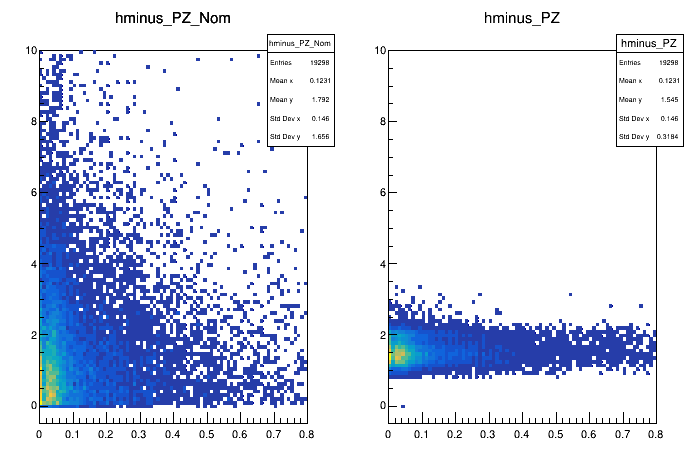 hminus_PZ_Nom
hminus_PZ_Nom
Entries 19298
Mean x 0.1231
Mean y 1.792
Std Dev x 0.146
Std Dev y 1.656
10
8
6
4
2
0
0 0.1 0.2 0.3 0.4 0.5 0.6 0.7 0.8
hminus_PZ
hminus_PZ
Entries 19298
Mean x 0.1231
Mean y 1.545
Std Dev x 0.146
Std Dev y 0.3184
10
8
6
4
2
0
0 0.1 0.2 0.3 0.4 0.5 0.6 0.7 0.8